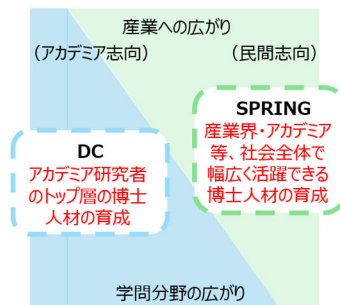 産業への広がり
（アカデミア志向）
（民間志向）
SPRING
産業界・アカデミア
等、社会全体で
幅広く活躍できる
博士人材の育成
DC
アカデミア研究者
のトップ層の博士
人材の育成
学問分野の広がり